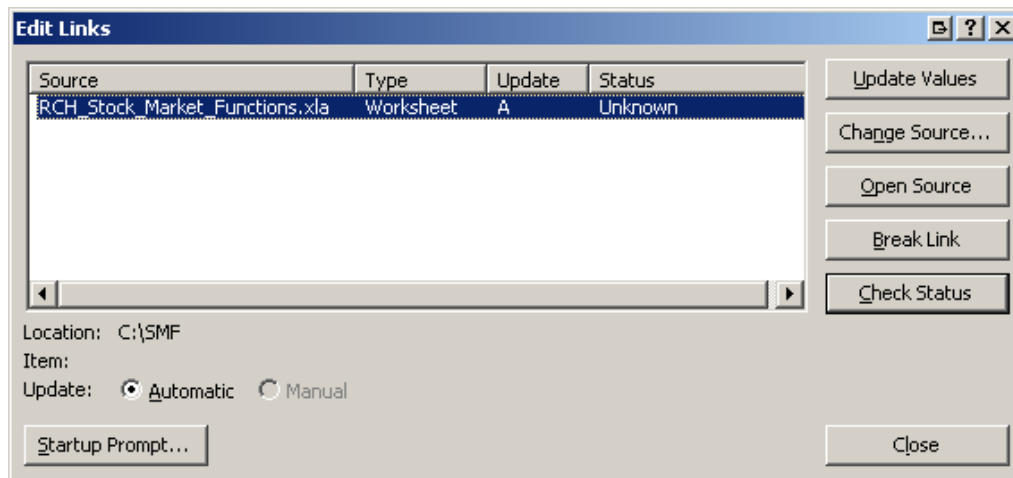 Edit Links
Source Type Update Status
RCH_Stock_Market_Functions.xla Worksheet A Unknown
Update Values
Change Source...
Open Source
Break Link
Check Status
Location: C:\SMF
Item:
Update: Automatic Manual
Startup Prompt... Close